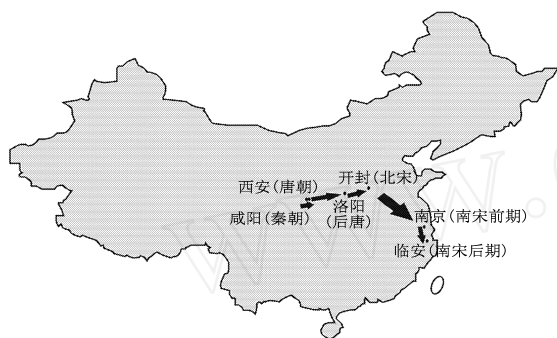 开封(北宋)
西安(唐朝)
洛阳
(后唐)
咸阳(秦朝)
南京(南宋前期)
临安(南宋后期)